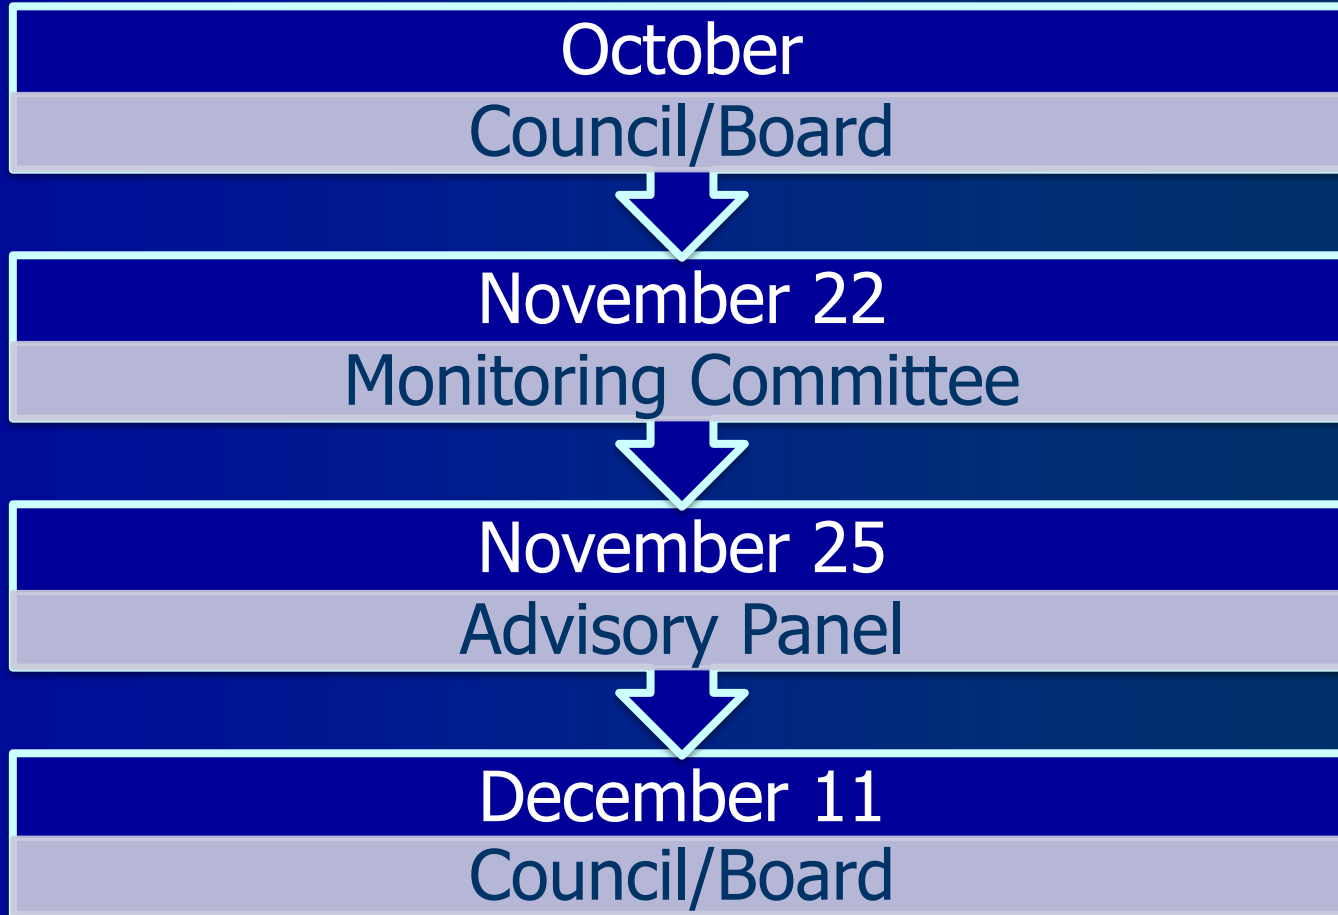 October
Council/Board
November 22
Monitoring Committee
November 25
Advisory Panel
December 11
Council/Board